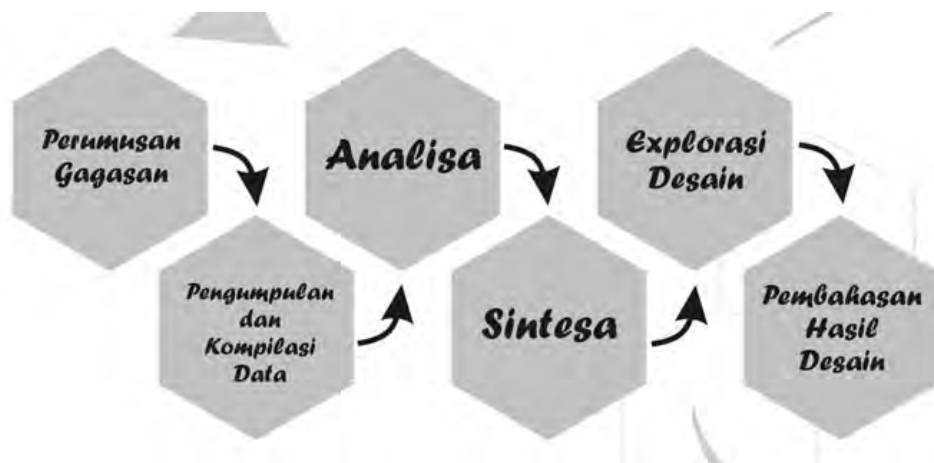 Perumusan
Gagasan
Pengumpulan
dan
Kompilasi
Data
Analisa
Sintesa
Explorasi
Desain
Pembahasan
Hasil
Desain